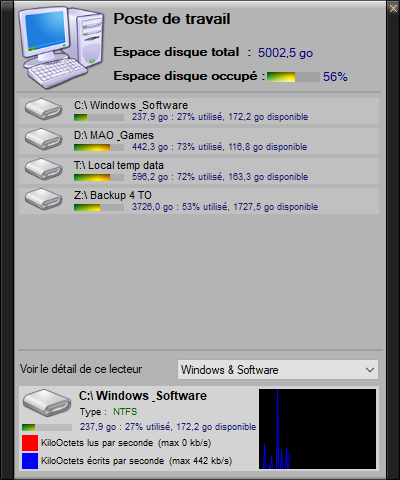 Poste de travail
Espace disque total : 5002,5 go
Espace disque occupé : 56%
C:\ Windows _Software
237,9 go : 27% utilisé, 172,2 go disponible
D:\ MAO _Games
442,3 go : 73% utilisé, 116,8 go disponible
T:\ Local temp data
596,2 go : 72% utilisé, 163,3 go disponible
Z:\ Backup 4 TO
3726,0 go : 53% utilisé, 1727,5 go disponible
Voir le détail de ce lecteur
Windows & Software
C:\ Windows _Software
Type : NTFS
237,9 go : 27% utilisé, 172,2 go disponible
KiloOctets lus par seconde (max 0 kb/s)
KiloOctets écrits par seconde (max 442 kb/s)